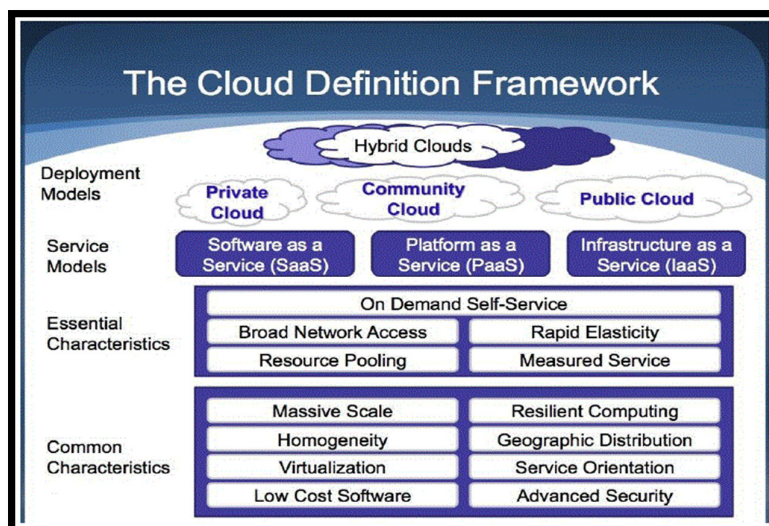 The Cloud Definition Framework
Hybrid Clouds
Deployment
Models
Private
Cloud
Community
Cloud
Public Cloud
Service
Models
Software as a
Service (SaaS)
Platform as a
Service (PaaS)
Infrastructure as a
Service (IaaS)
Essential
Characteristics
On Demand Self-Service
Broad Network Access
Rapid Elasticity
Resource Pooling
Measured Service
Common
Characteristics
Massive Scale
Resilient Computing
Homogeneity
Geographic Distribution
Virtualization
Service Orientation
Low Cost Software
Advanced Security